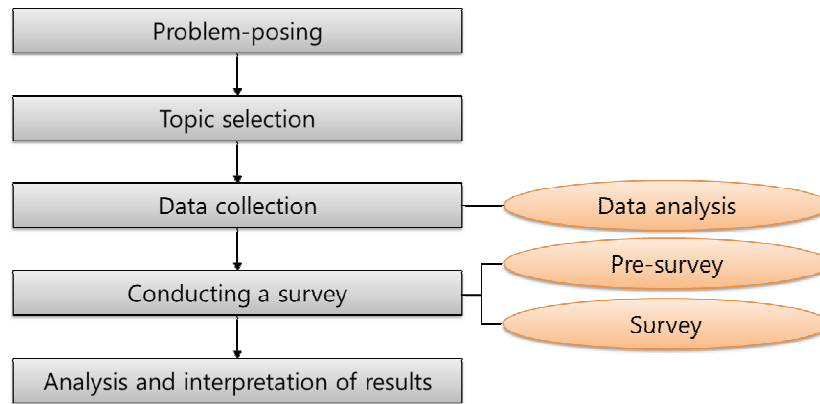 Problem-posing
Topic selection
Data collection
Data analysis
Pre-survey
Conducting a survey
Survey
Analysis and interpretation of results